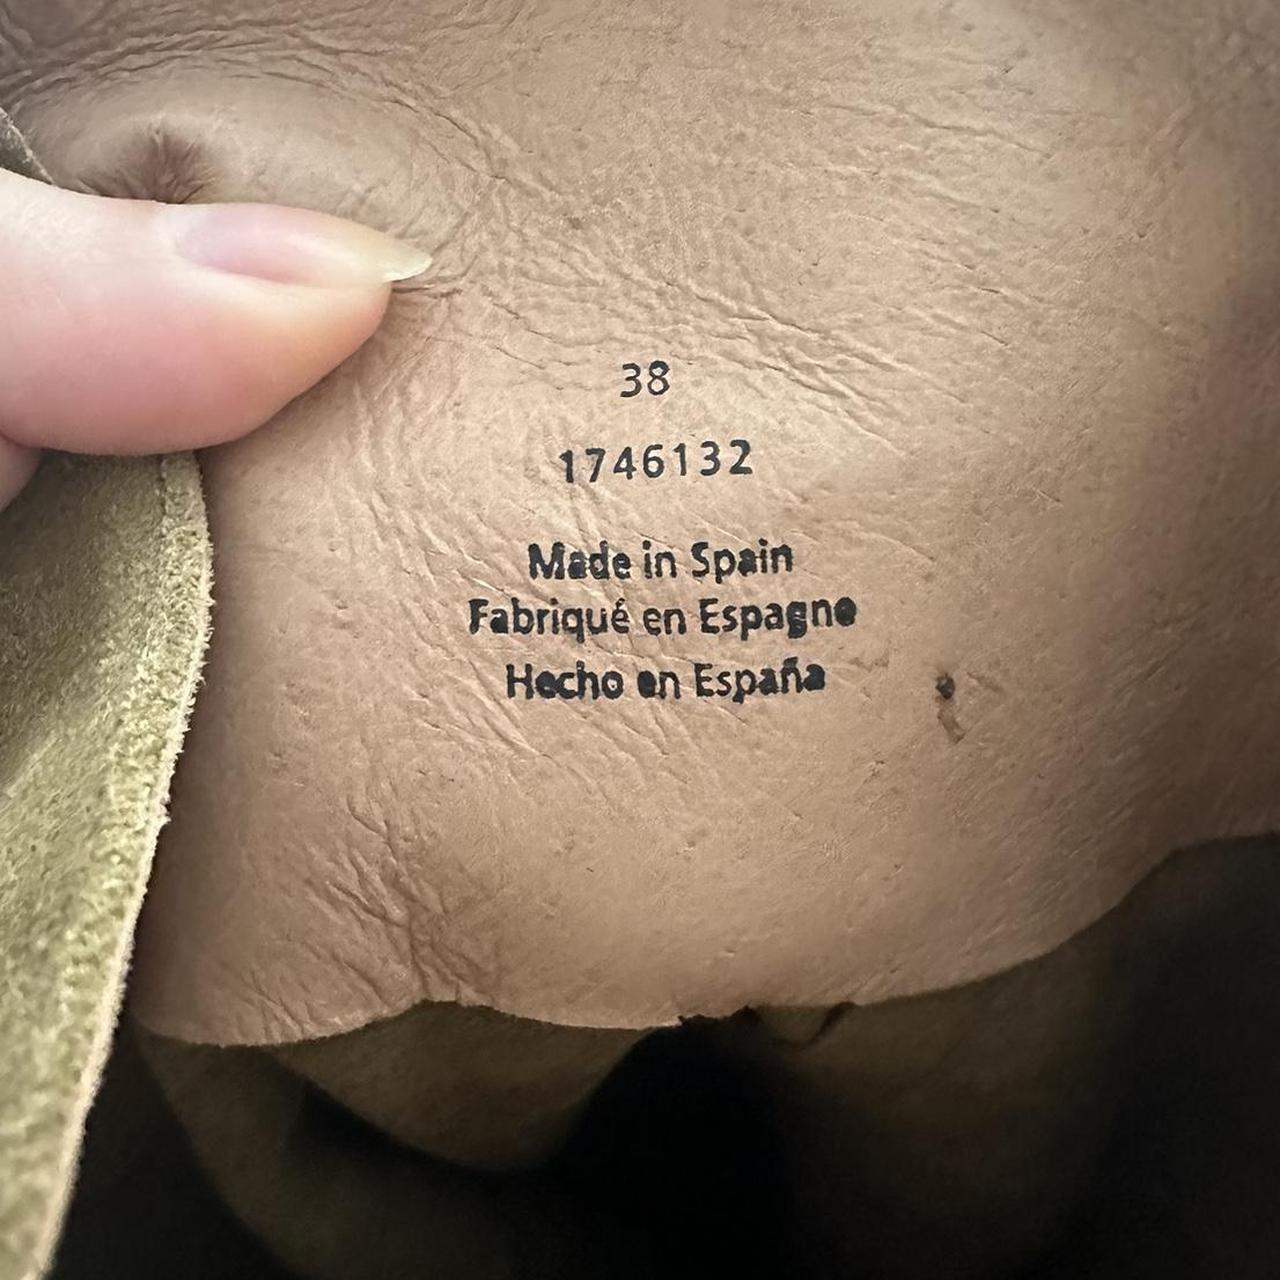 38
1746132
Made in Spain
Fabriqué en Espagne
Hecho en España